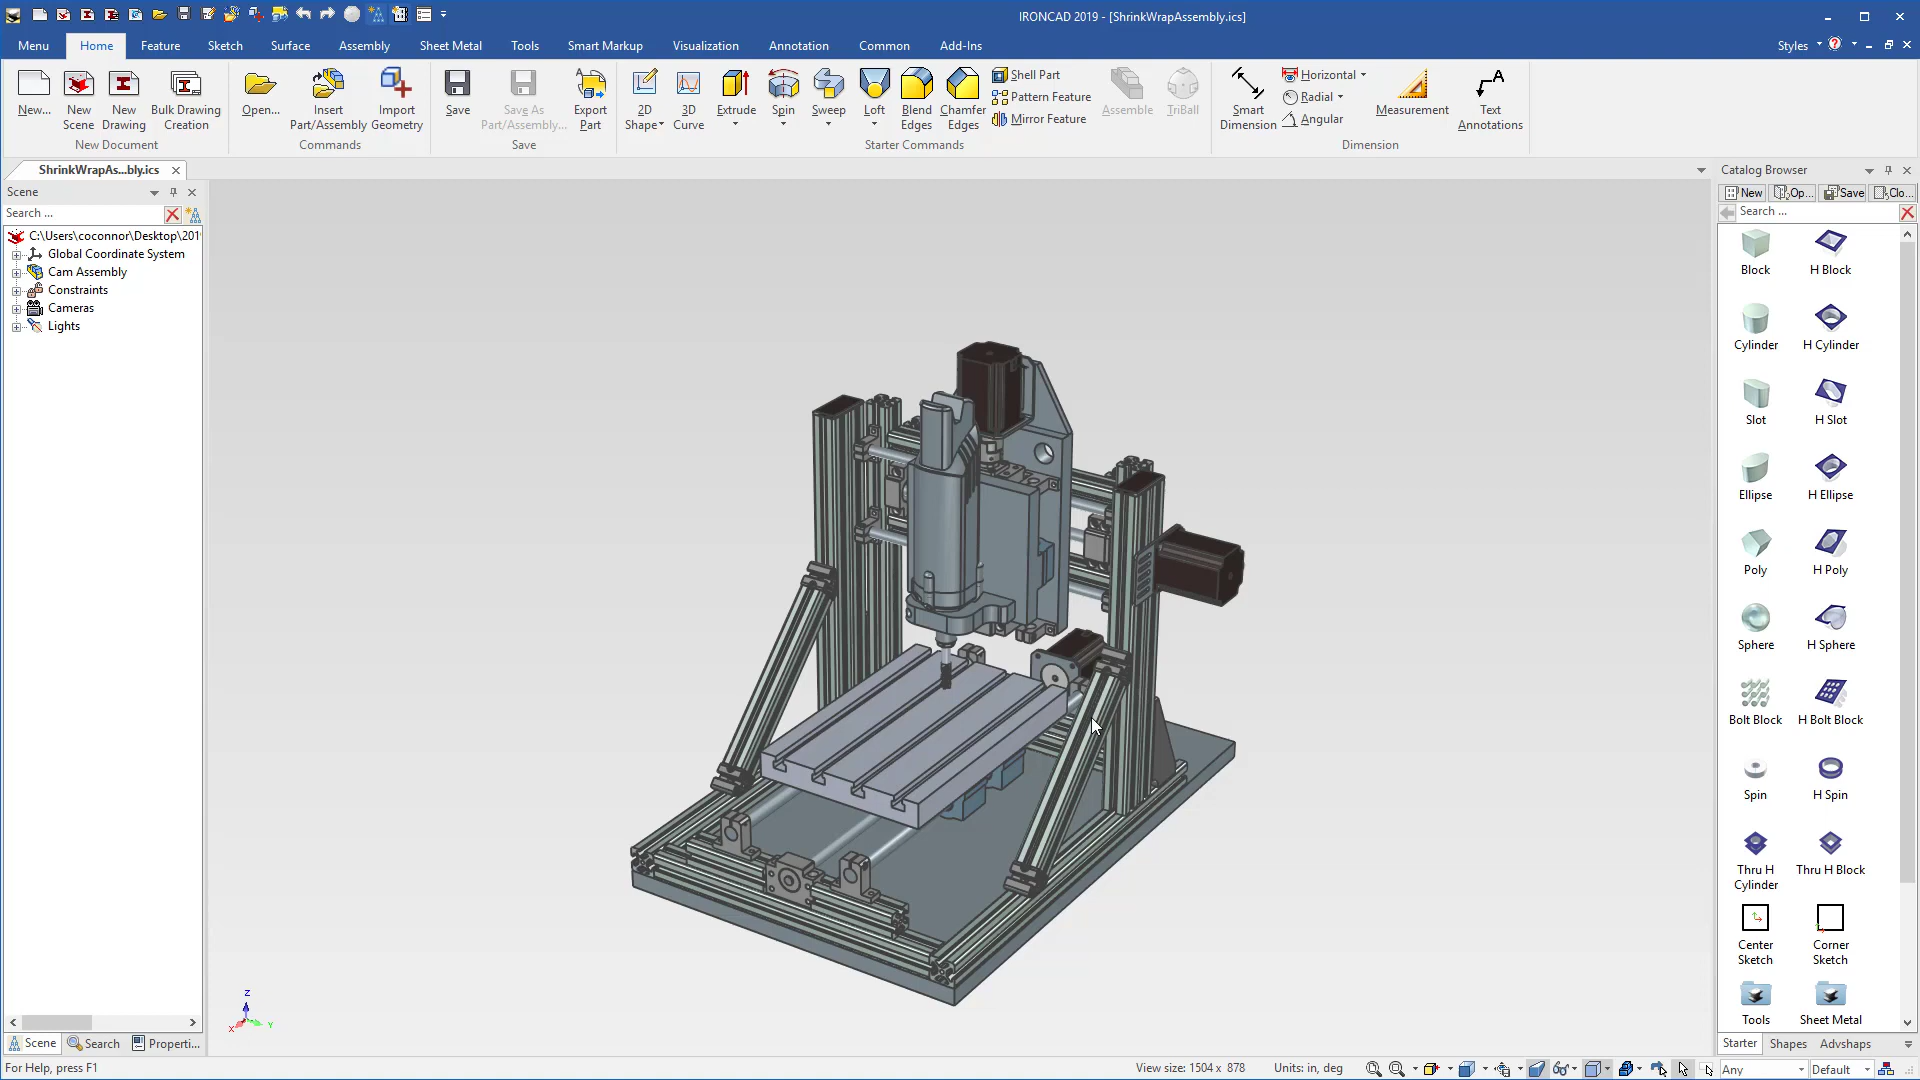 IRONCAD 2019 - [ShrinkWrapAssembly.ics]
Menu Home Feature Sketch Surface Assembly Sheet Metal Tools Smart Markup Visualization Annotation Common Add-Ins Styles
New...
New Scene
New Drawing
Bulk Drawing Creation
New Document
Open...
Insert Part/Assembly
Import Geometry
Commands
Save
Save As Part/Assembly...
Export Part
Save
2D Shape
3D Curve
Extrude
Spin
Sweep
Loft
Blend Edges
Chamfer Edges
Shell Part
Pattern Feature
Mirror Feature
Assemble
TriBall
Starter Commands
Smart Dimension
Horizontal
Radial
Angular
Measurement
Text Annotations
Dimension
ShrinkWrapAs...bly.ics
Scene
Search ...
C:\Users\coconnor\Desktop\201
Global Coordinate System
Cam Assembly
Constraints
Cameras
Lights
Scene Search Properti...
Z
X Y
Catalog Browser
New Op... Save Clo...
Search ...
Block H Block
Cylinder H Cylinder
Slot H Slot
Ellipse H Ellipse
Poly H Poly
Sphere H Sphere
Bolt Block H Bolt Block
Spin H Spin
Thru H Cylinder
Thru H Block
Center Sketch
Corner Sketch
Tools Sheet Metal
Starter Shapes Advshaps
For Help, press F1
View size: 1504 x 878 Units: in, deg Any Default